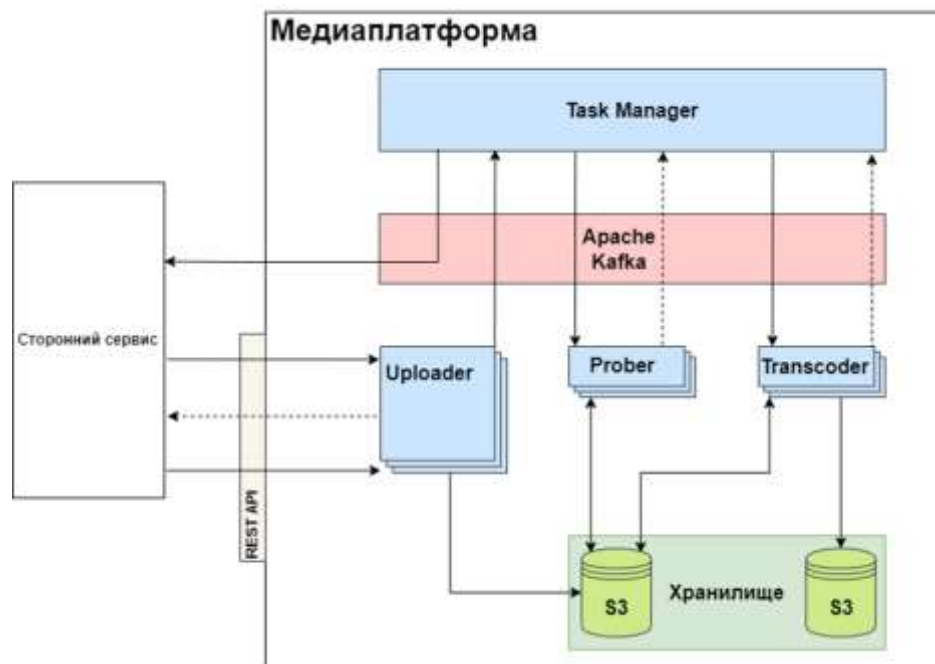 Медиаплатформа
Task Manager
Apache
Kafka
Сторонний сервис
Uploader
Prober
Transcoder
REST API
S3
Хранилище
S3